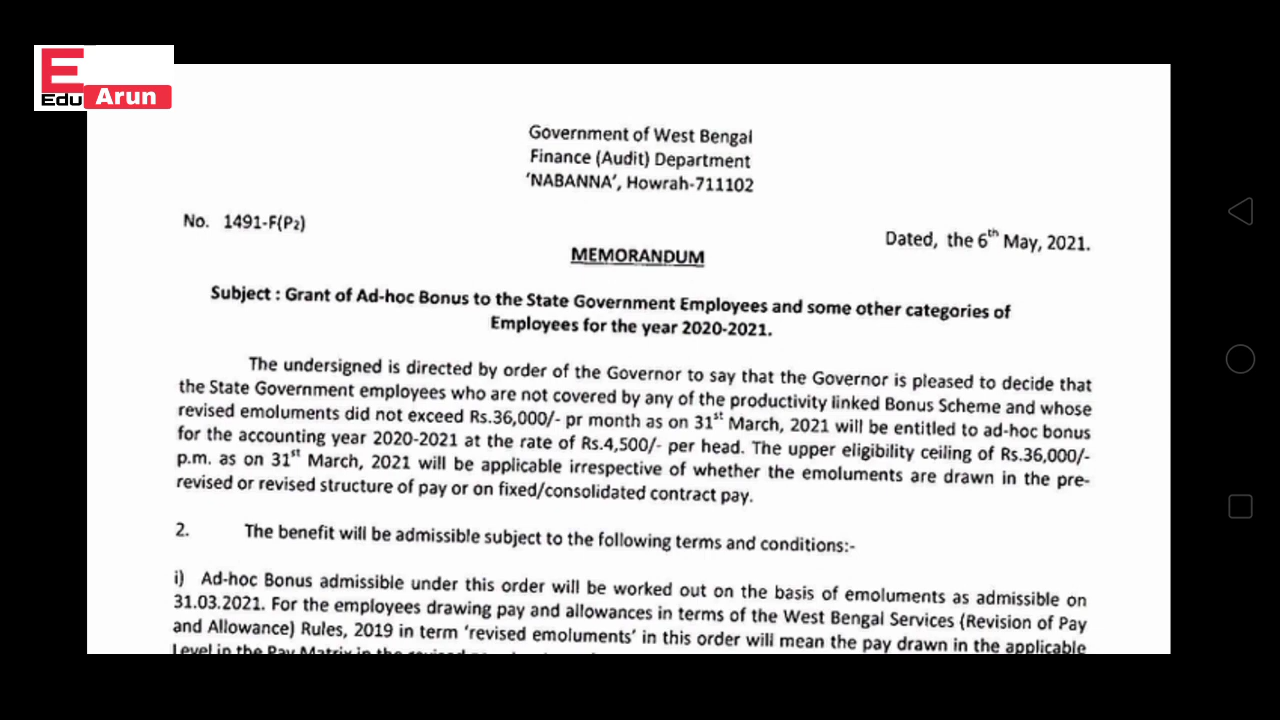 E
Edu Arun
Government of West Bengal
Finance (Audit) Department
‘NABANNA’, Howrah-711102
No. 1491-F(P2)
Dated, the 6th May, 2021.
MEMORANDUM
Subject : Grant of Ad-hoc Bonus to the State Government Employees and some other categories of
Employees for the year 2020-2021.
The undersigned is directed by order of the Governor to say that the Governor is pleased to decide that
the State Government employees who are not covered by any of the productivity linked Bonus Scheme and whose
revised emoluments did not exceed Rs.36,000/- pr month as on 31st March, 2021 will be entitled to ad-hoc bonus
for the accounting year 2020-2021 at the rate of Rs.4,500/- per head. The upper eligibility ceiling of Rs.36,000/-
p.m. as on 31st March, 2021 will be applicable irrespective of whether the emoluments are drawn in the pre-
revised or revised structure of pay or on fixed/consolidated contract pay.
2. The benefit will be admissible subject to the following terms and conditions:-
i) Ad-hoc Bonus admissible under this order will be worked out on the basis of emoluments as admissible on
31.03.2021. For the employees drawing pay and allowances in terms of the West Bengal Services (Revision of Pay
and Allowance) Rules, 2019 in term ‘revised emoluments’ in this order will mean the pay drawn in the applicable
Level in the Pay Matrix in the revised